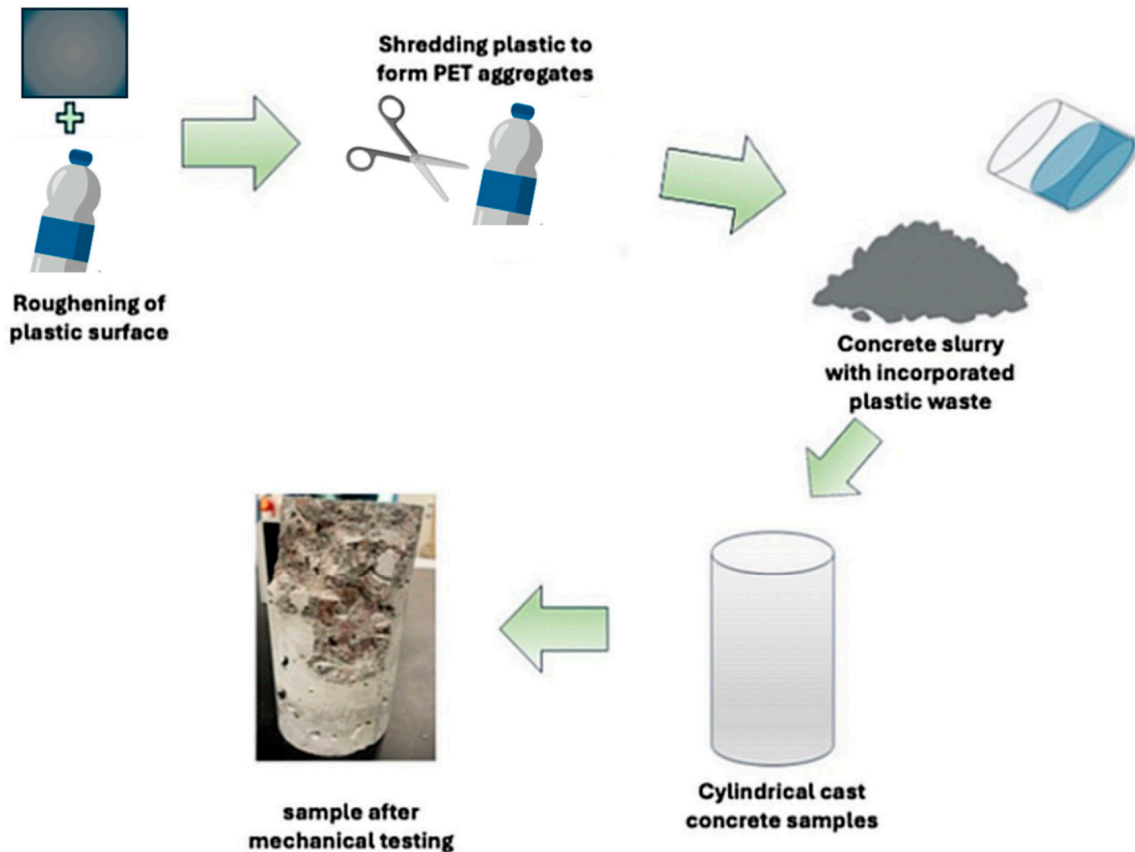 Shredding plastic to
form PET aggregates
Roughening of
plastic surface
Concrete slurry
with incorporated
plastic waste
Cylindrical cast
concrete samples
sample after
mechanical testing